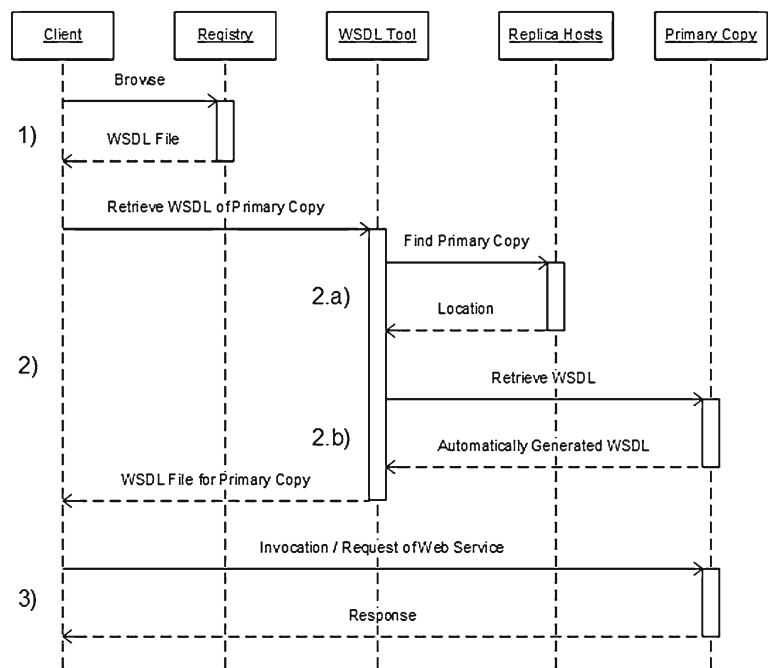 Client
Registry
WSDL Tool
Replica Hosts
Primary Copy
Browse
1)
WSDL File
Retrieve WSDL of Primary Copy
Find Primary Copy
2.a)
Location
2)
Retrieve WSDL
2.b)
Automatically Generated WSDL
WSDL File for Primary Copy
Invocation / Request of Web Service
3)
Response